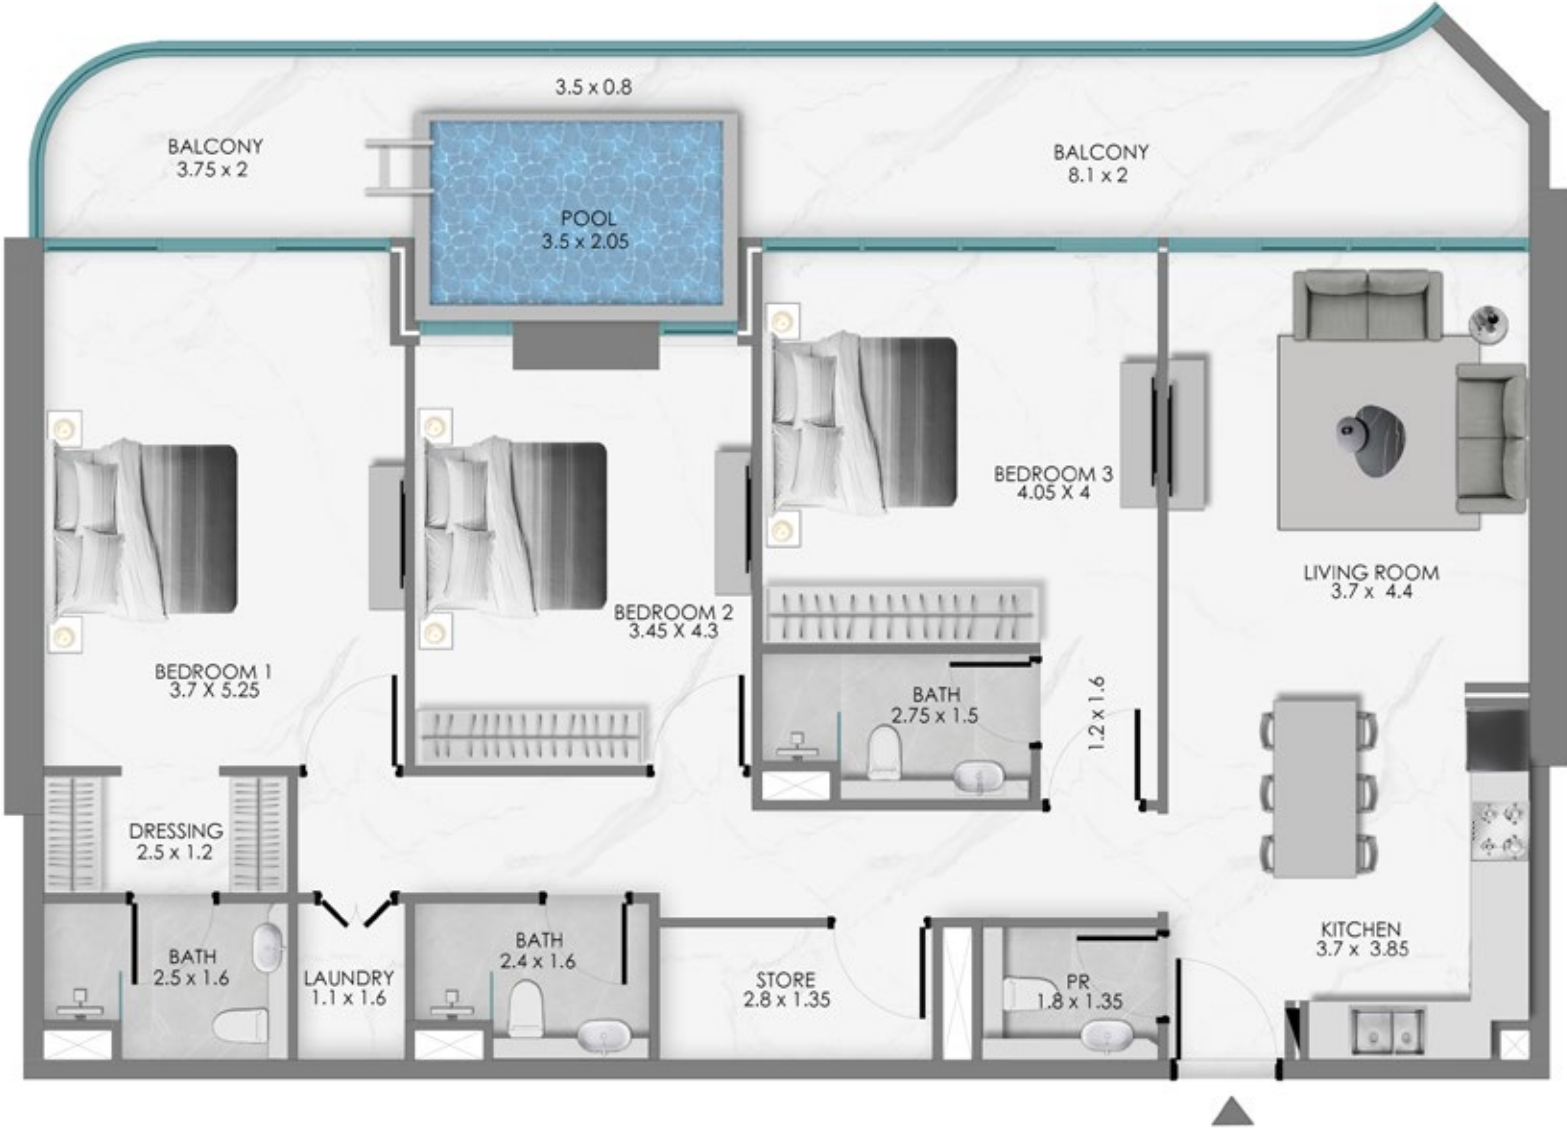 3.5 x 0.8
BALCONY
3.75 x 2
BALCONY
8.1 x 2
POOL
3.5 x 2.05
BEDROOM 3
4.05 X 4
LIVING ROOM
3.7 x 4.4
BEDROOM 2
3.45 X 4.3
BEDROOM 1
3.7 X 5.25
BATH
2.75 x 1.5
1.2 x 1.6
DRESSING
2.5 x 1.2
KITCHEN
3.7 x 3.85
BATH
2.5 x 1.6
LAUNDRY
1.1 x 1.6
BATH
2.4 x 1.6
STORE
2.8 x 1.35
PR
1.8 x 1.35